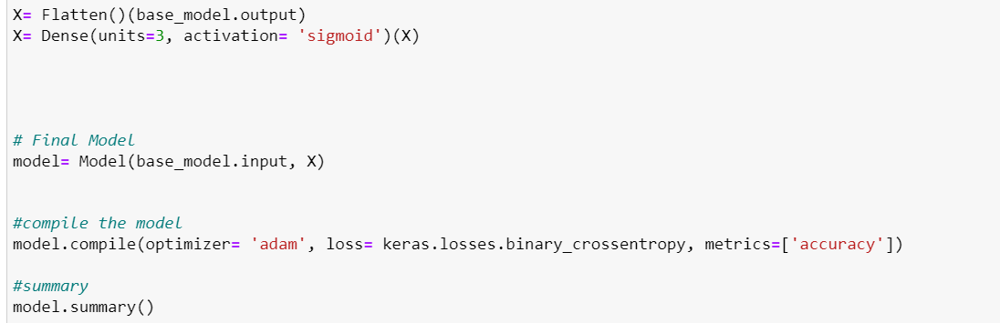 X= Flatten()(base_model.output)
X= Dense(units=3, activation= 'sigmoid')(X)
# Final Model
model= Model(base_model.input, X)
#compile the model
model.compile(optimizer= 'adam', loss= keras.losses.binary_crossentropy, metrics=['accuracy'])
#summary
model.summary()